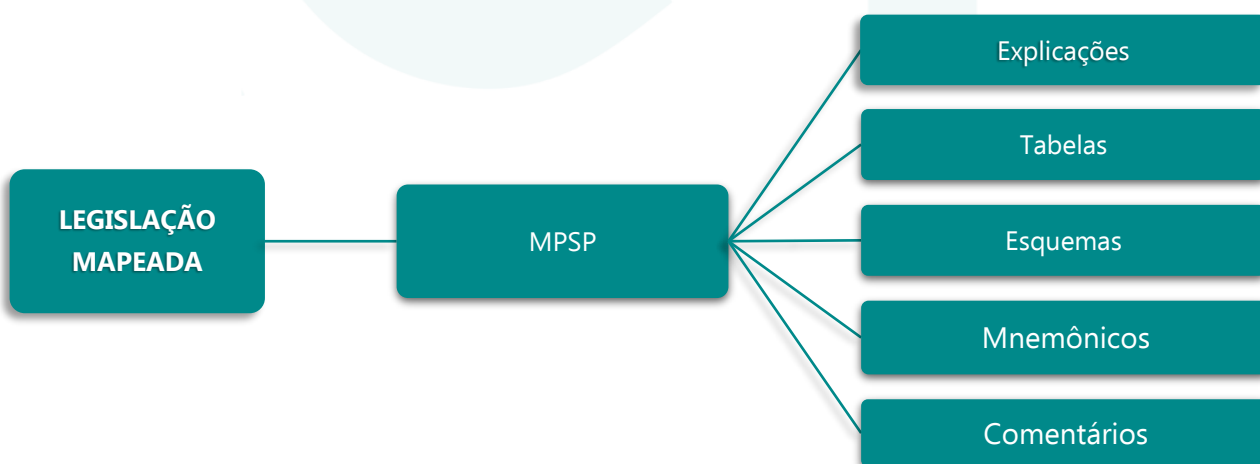 LEGISLAÇÃO
MAPEADA
MPSP
Explicações
Tabelas
Esquemas
Mnemônicos
Comentários